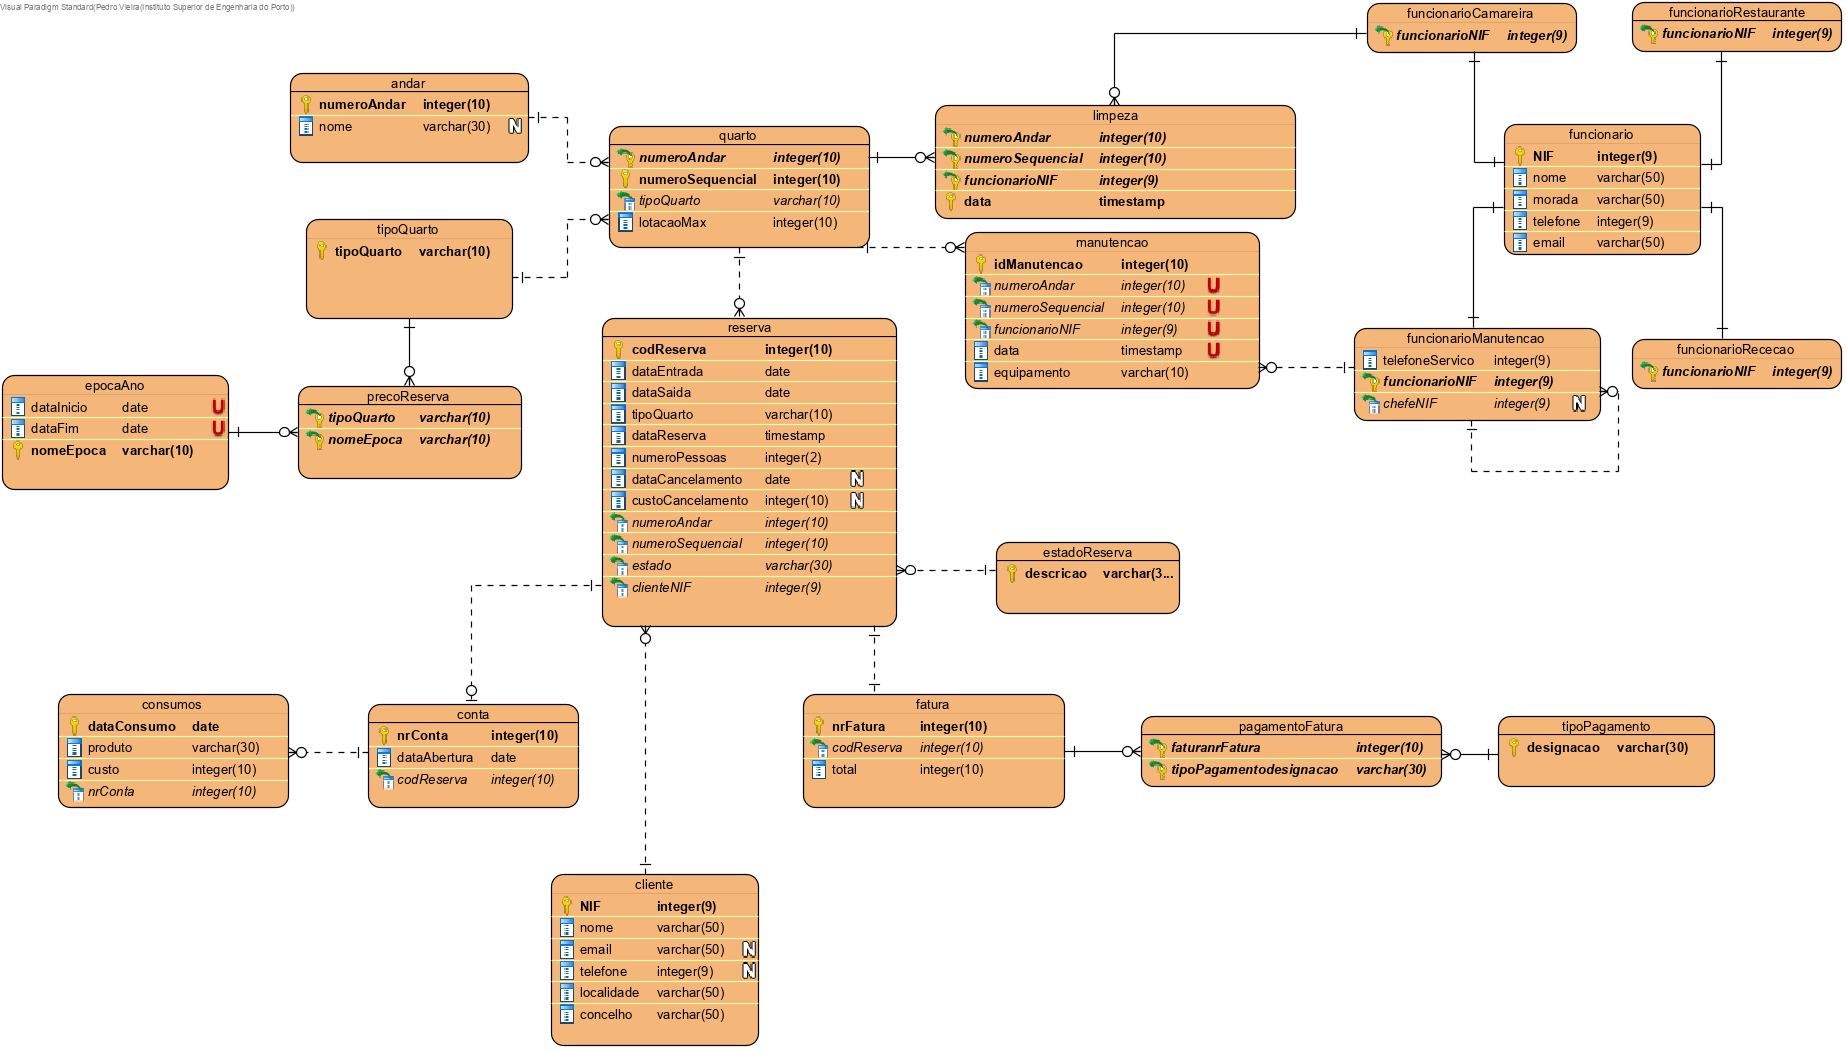 Visual Paradigm Standard(Pedro Vieira(Instituto Superior de Engenharia do Porto))
funcionarioCamareira
funcionarioNIF integer(9)
funcionarioRestaurante
funcionarioNIF integer(9)
andar
numeroAndar integer(10)
nome varchar(30) N
quarto
numeroAndar integer(10)
numeroSequencial integer(10)
tipoQuarto varchar(10)
lotacaoMax integer(10)
limpeza
numeroAndar integer(10)
numeroSequencial integer(10)
funcionarioNIF integer(9)
data timestamp
funcionario
NIF integer(9)
nome varchar(50)
morada varchar(50)
telefone integer(9)
email varchar(50)
tipoQuarto
tipoQuarto varchar(10)
manutencao
idManutencao integer(10)
numeroAndar integer(10) U
numeroSequencial integer(10) U
funcionarioNIF integer(9) U
data timestamp U
equipamento varchar(10)
funcionarioManutencao
telefoneServico integer(9)
funcionarioNIF integer(9)
chefeNIF integer(9) N
funcionarioRececao
funcionarioNIF integer(9)
reserva
codReserva integer(10)
dataEntrada date
dataSaida date
tipoQuarto varchar(10)
dataReserva timestamp
numeroPessoas integer(2)
dataCancelamento date N
custoCancelamento integer(10) N
numeroAndar integer(10)
numeroSequencial integer(10)
estado varchar(30)
clienteNIF integer(9)
epocaAno
dataInicio date U
dataFim date U
nomeEpoca varchar(10)
precoReserva
tipoQuarto varchar(10)
nomeEpoca varchar(10)
estadoReserva
descricao varchar(3...
consumos
dataConsumo date
produto varchar(30)
custo integer(10)
nrConta integer(10)
conta
nrConta integer(10)
dataAbertura date
codReserva integer(10)
fatura
nrFatura integer(10)
codReserva integer(10)
total integer(10)
pagamentoFatura
faturanrFatura integer(10)
tipoPagamentodesignacao varchar(30)
tipoPagamento
designacao varchar(30)
cliente
NIF integer(9)
nome varchar(50)
email varchar(50) N
telefone integer(9) N
localidade varchar(50)
concelho varchar(50)